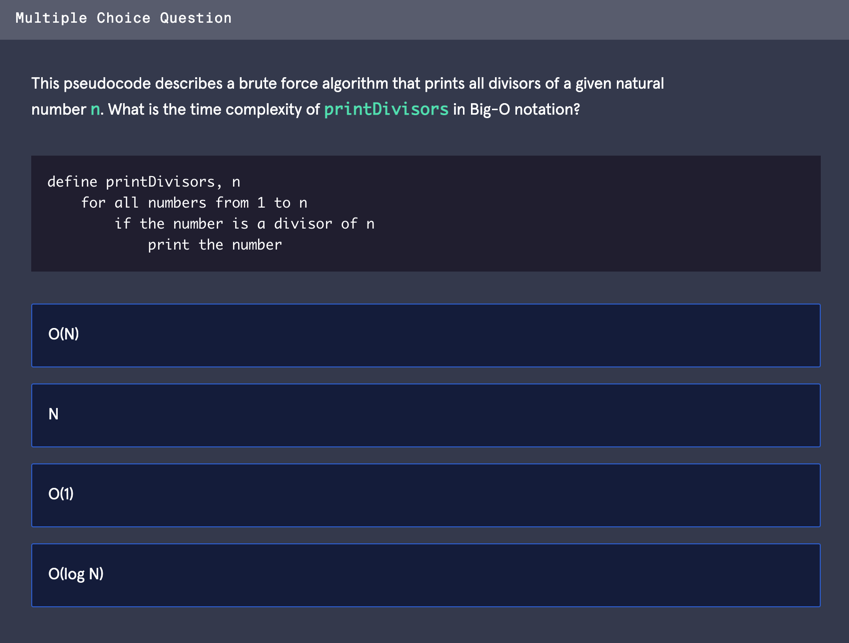 Multiple Choice Question
This pseudocode describes a brute force algorithm that prints all divisors of a given natural
number n. What is the time complexity of printDivisors in Big-O notation?
define printDivisors, n
    for all numbers from 1 to n
        if the number is a divisor of n
            print the number
O(N)
N
O(1)
O(log N)